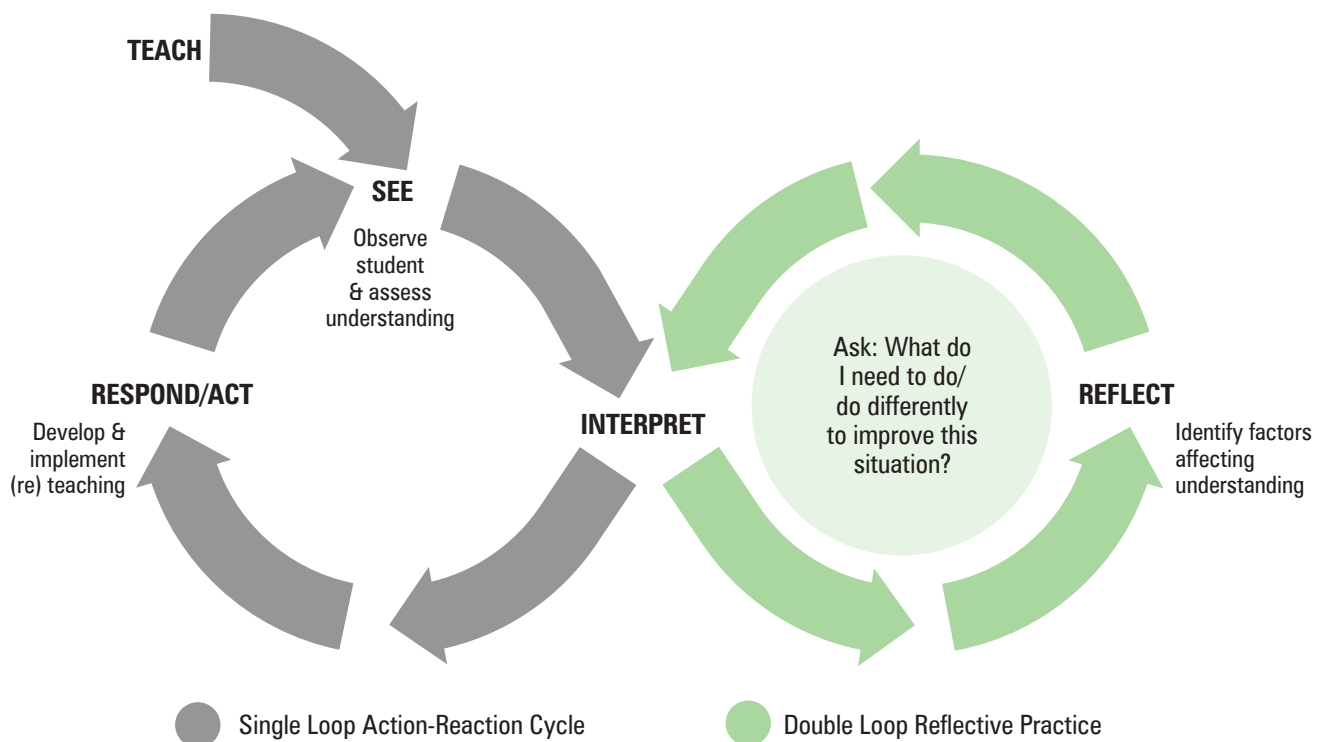 TEACH
SEE
Observe
student
& assess
understanding
RESPOND/ACT
Develop &
implement
(re) teaching
INTERPRET
Ask: What do
I need to do/
do differently
to improve this
situation?
REFLECT
Identify factors
affecting
understanding
Single Loop Action-Reaction Cycle
Double Loop Reflective Practice